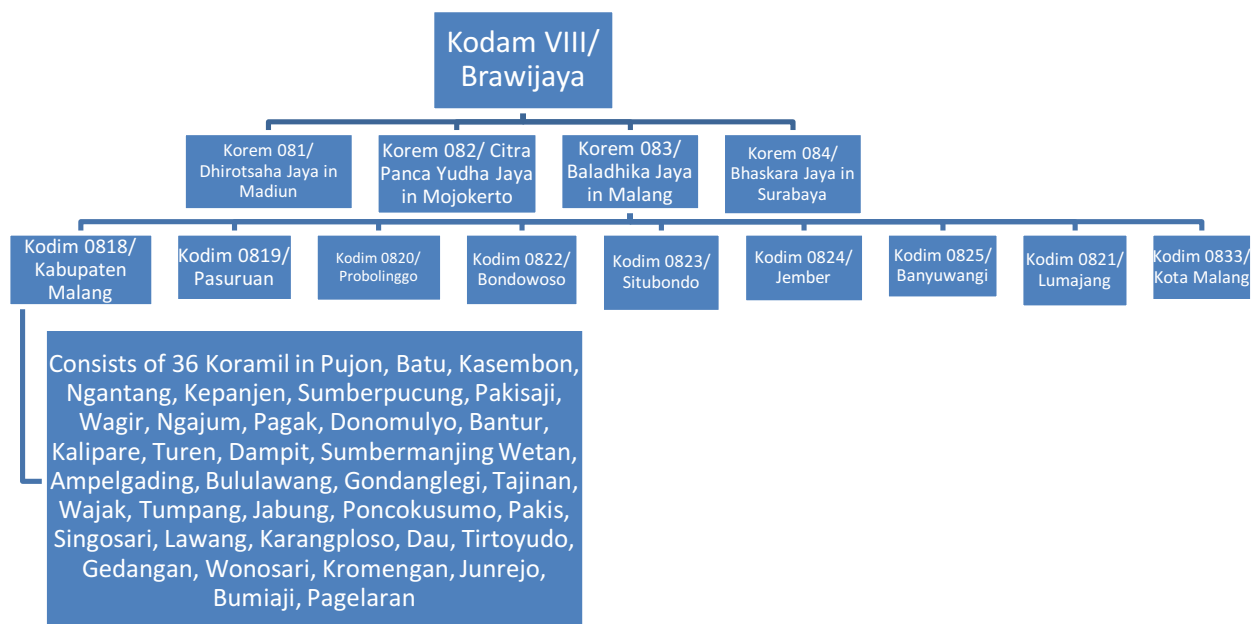 Kodam VIII/
Brawijaya
Korem 081/
Dhirotsaha Jaya in
Madiun
Korem 082/ Citra
Panca Yudha Jaya
in Mojokerto
Korem 083/
Baladhika Jaya
in Malang
Korem 084/
Bhaskara Jaya in
Surabaya
Kodim 0818/
Kabupaten
Malang
Kodim 0819/
Pasuruan
Kodim 0820/
Probolinggo
Kodim 0822/
Bondowoso
Kodim 0823/
Situbondo
Kodim 0824/
Jember
Kodim 0825/
Banyuwangi
Kodim 0821/
Lumajang
Kodim 0833/
Kota Malang
Consists of 36 Koramil in Pujon, Batu, Kasembon,
Ngantang, Kepanjen, Sumberpucung, Pakisaji,
Wagir, Ngajum, Pagak, Donomulyo, Bantur,
Kalipare, Turen, Dampit, Sumbermanjing Wetan,
Ampelgading, Bululawang, Gondanglegi, Tajinan,
Wajak, Tumpang, Jabung, Poncokusumo, Pakis,
Singosari, Lawang, Karangploso, Dau, Tirtoyudo,
Gedangan, Wonosari, Kromengan, Junrejo,
Bumiaji, Pagelaran